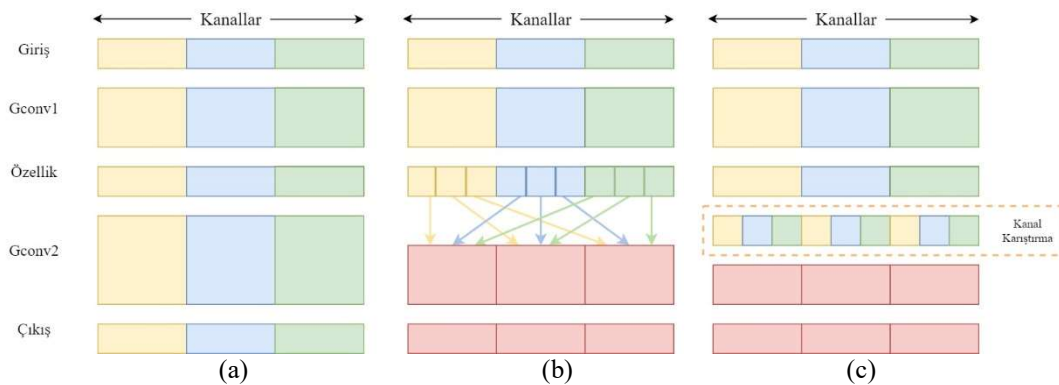 Kanallar Kanallar Kanallar
Giriş
Gconv1
Özellik
Gconv2
Kanal
Karıştırma
Çıkış
(a) (b) (c)